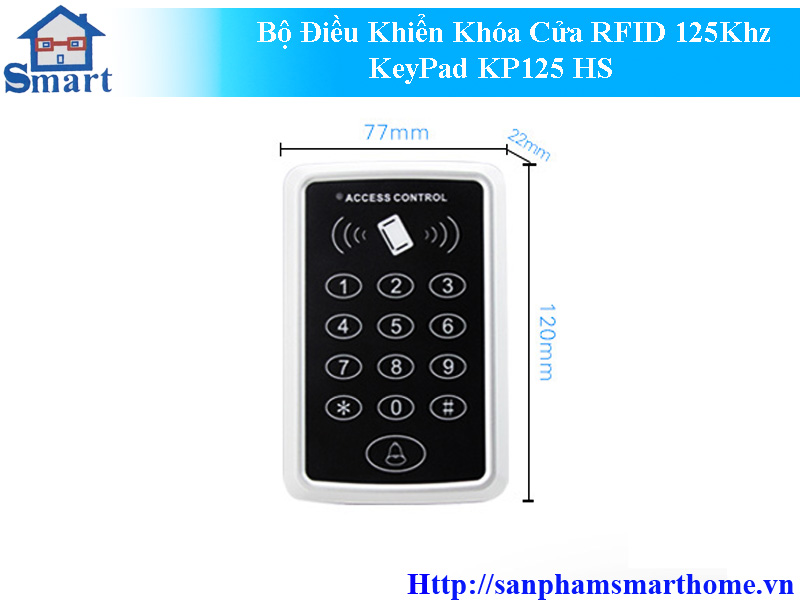 Smart
Bộ Điều Khiển Khóa Cửa RFID 125Khz
KeyPad KP125 HS
77mm
22mm
ACCESS CONTROL
1 2 3
4 5 6
7 8 9
* 0 #
120mm
Http://sanphamsmarthome.vn